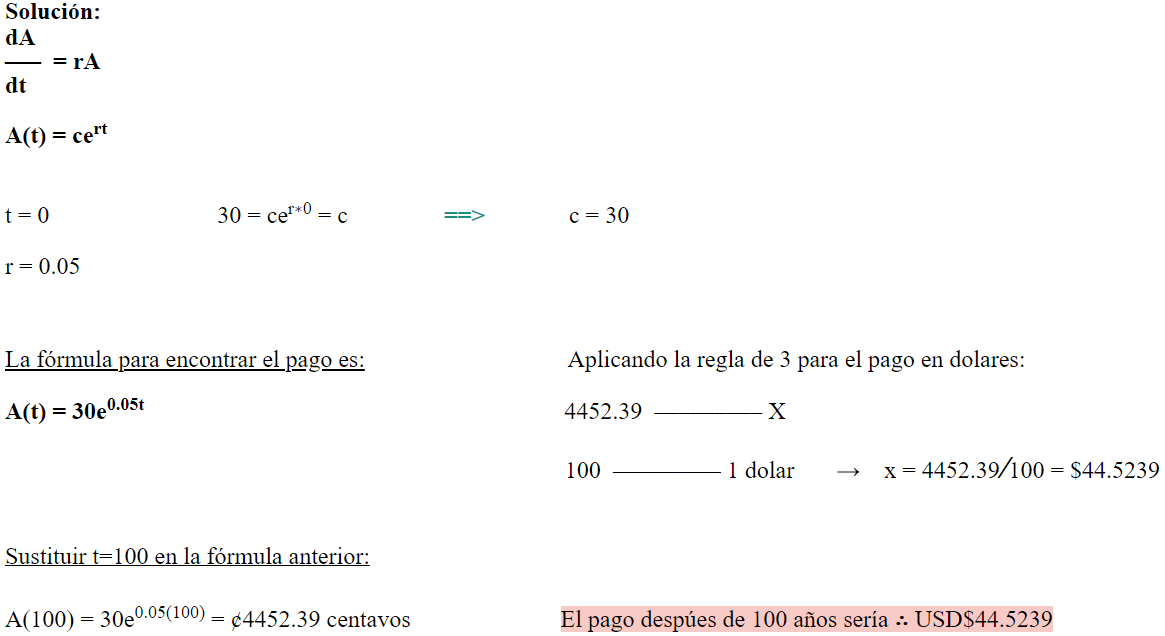 Solución:
dA
—— = rA
dt
A(t) = ce^rt
t = 0 30 = ce^r*0 = c ==> c = 30
r = 0.05
La fórmula para encontrar el pago es:
A(t) = 30e^0.05t
Aplicando la regla de 3 para el pago en dolares:
4452.39 ————— X
100 ————— 1 dolar → x = 4452.39/100 = $44.5239
Sustituir t=100 en la fórmula anterior:
A(100) = 30e^0.05(100) = ¢4452.39 centavos
El pago despúes de 100 años sería ∴ USD$44.5239